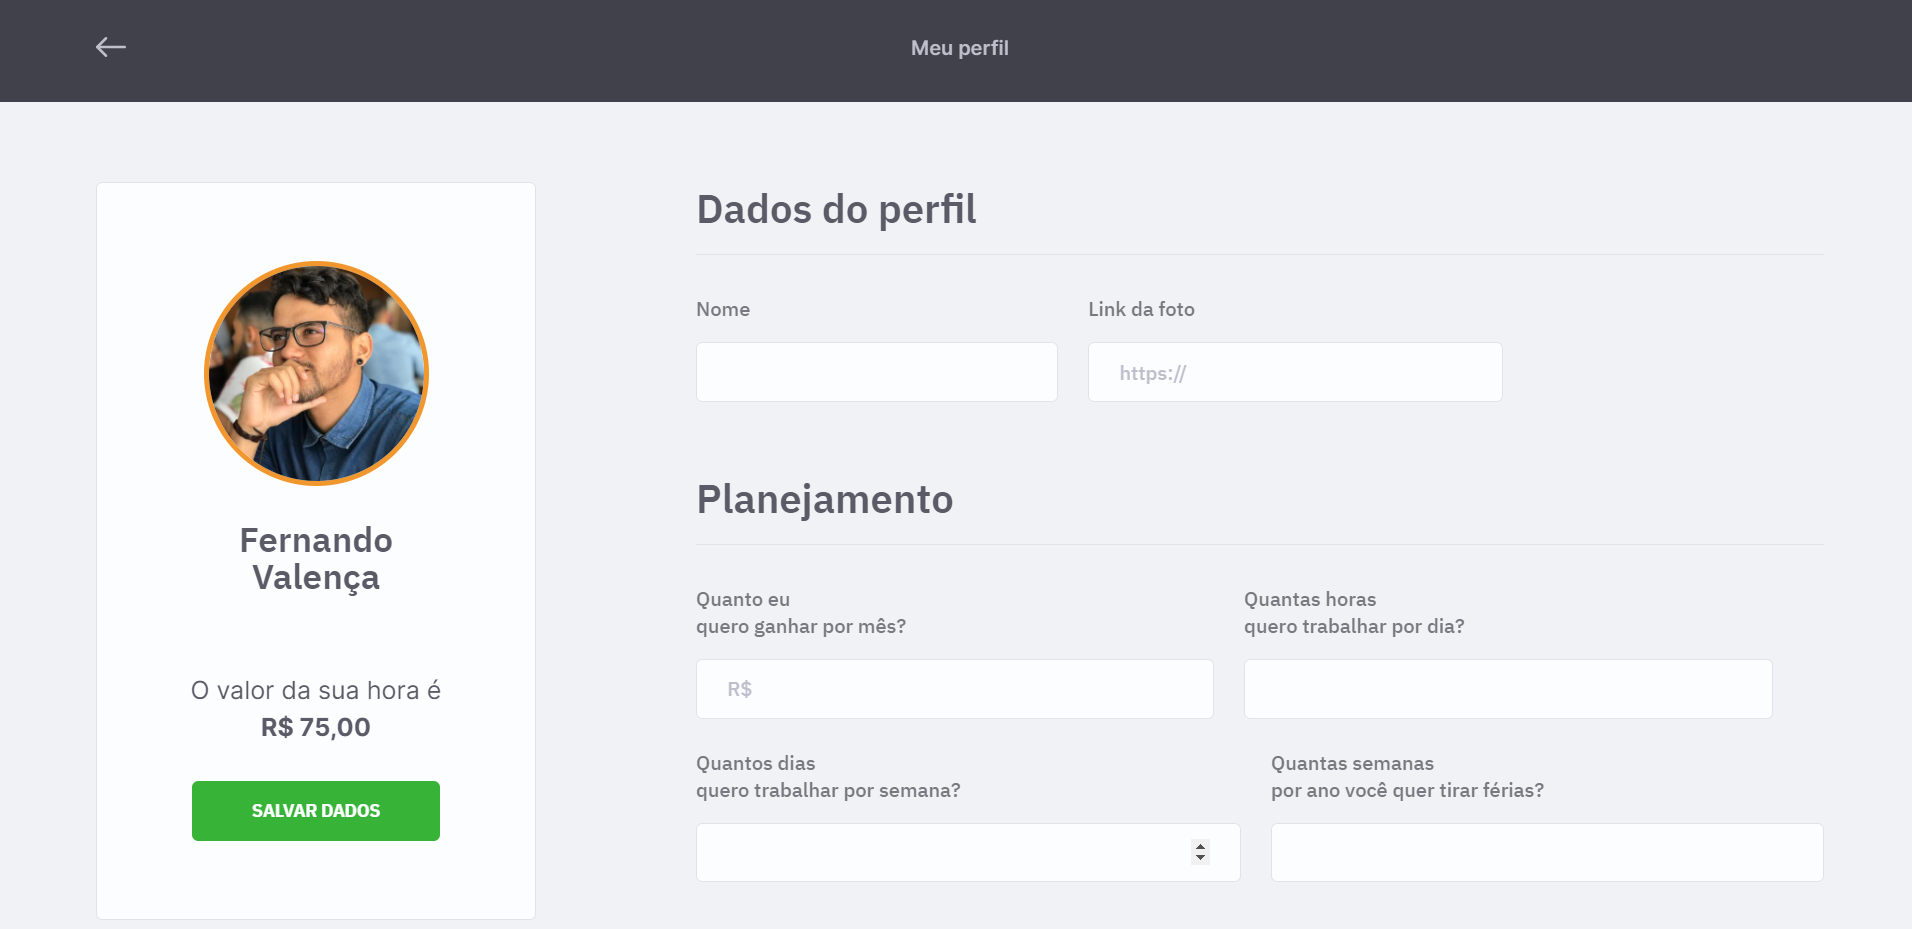 Meu perfil
Fernando
Valença
O valor da sua hora é
R$ 75,00
SALVAR DADOS
Dados do perfil
Nome
Link da foto
https://
Planejamento
Quanto eu
quero ganhar por mês?
R$
Quantas horas
quero trabalhar por dia?
Quantos dias
quero trabalhar por semana?
Quantas semanas
por ano você quer tirar férias?